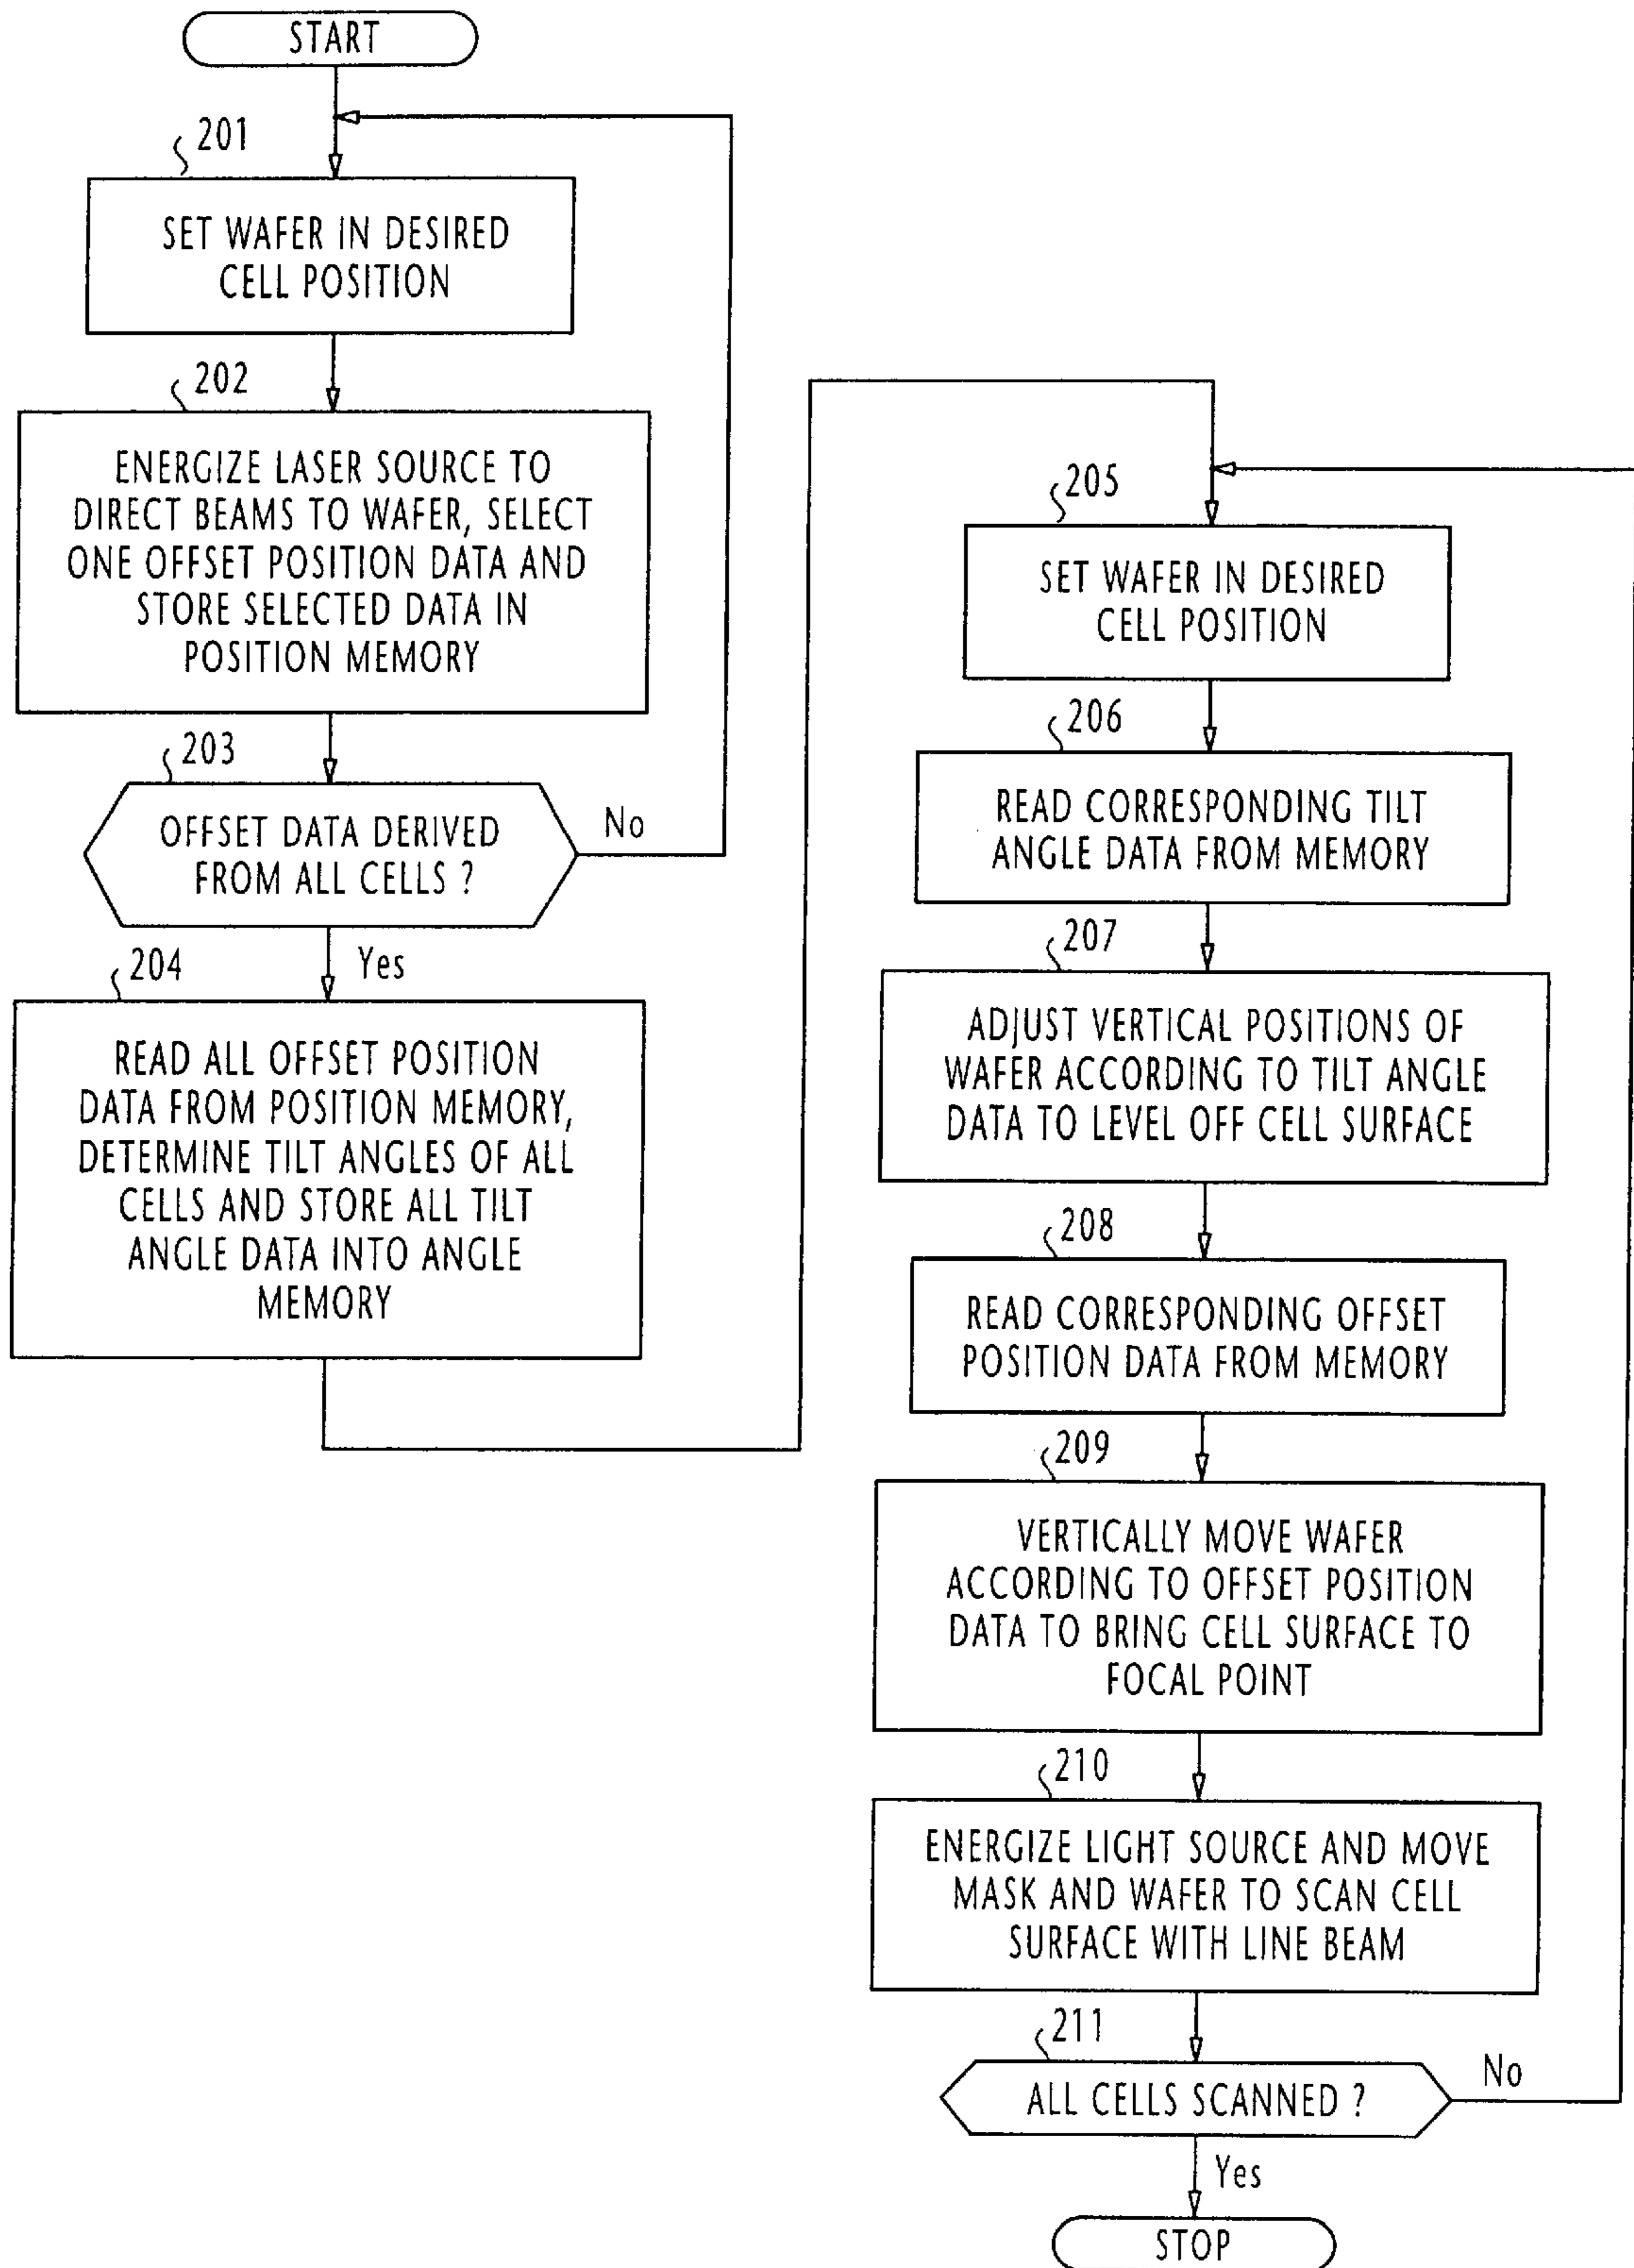 START
201
SET WAFER IN DESIRED
CELL POSITION
202
ENERGIZE LASER SOURCE TO
DIRECT BEAMS TO WAFER, SELECT
ONE OFFSET POSITION DATA AND
STORE SELECTED DATA IN
POSITION MEMORY
203
OFFSET DATA DERIVED
FROM ALL CELLS ?
No
Yes
204
READ ALL OFFSET POSITION
DATA FROM POSITION MEMORY,
DETERMINE TILT ANGLES OF ALL
CELLS AND STORE ALL TILT
ANGLE DATA INTO ANGLE
MEMORY
205
SET WAFER IN DESIRED
CELL POSITION
206
READ CORRESPONDING TILT
ANGLE DATA FROM MEMORY
207
ADJUST VERTICAL POSITIONS OF
WAFER ACCORDING TO TILT ANGLE
DATA TO LEVEL OFF CELL SURFACE
208
READ CORRESPONDING OFFSET
POSITION DATA FROM MEMORY
209
VERTICALLY MOVE WAFER
ACCORDING TO OFFSET POSITION
DATA TO BRING CELL SURFACE TO
FOCAL POINT
210
ENERGIZE LIGHT SOURCE AND MOVE
MASK AND WAFER TO SCAN CELL
SURFACE WITH LINE BEAM
211
ALL CELLS SCANNED ?
No
Yes
STOP